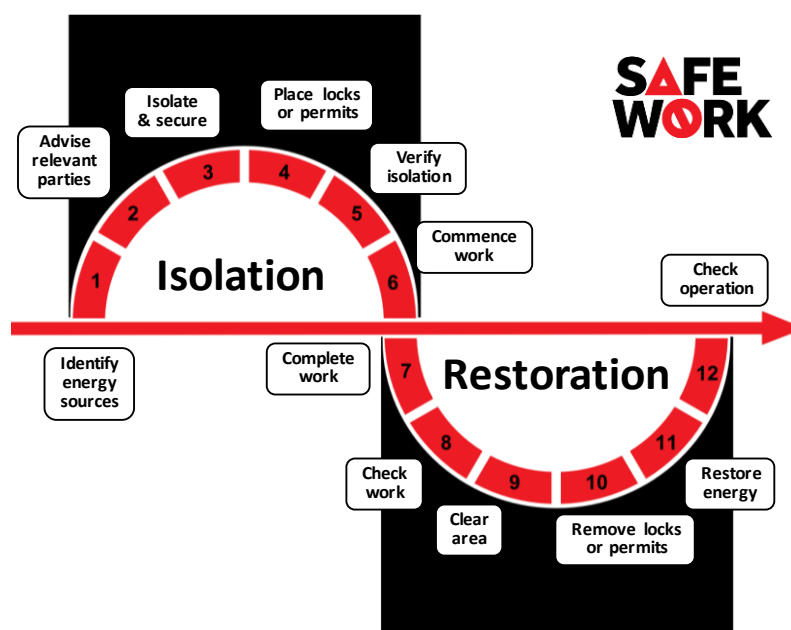 SAFE
WORK
Isolate
& secure
Place locks
or permits
Advise
relevant
parties
Verify
isolation
Commence
work
1
2
3
4
5
6
Isolation
Check
operation
Identify
energy
sources
Complete
work
Restoration
7
8
9
10
11
12
Check
work
Clear
area
Remove locks
or permits
Restore
energy